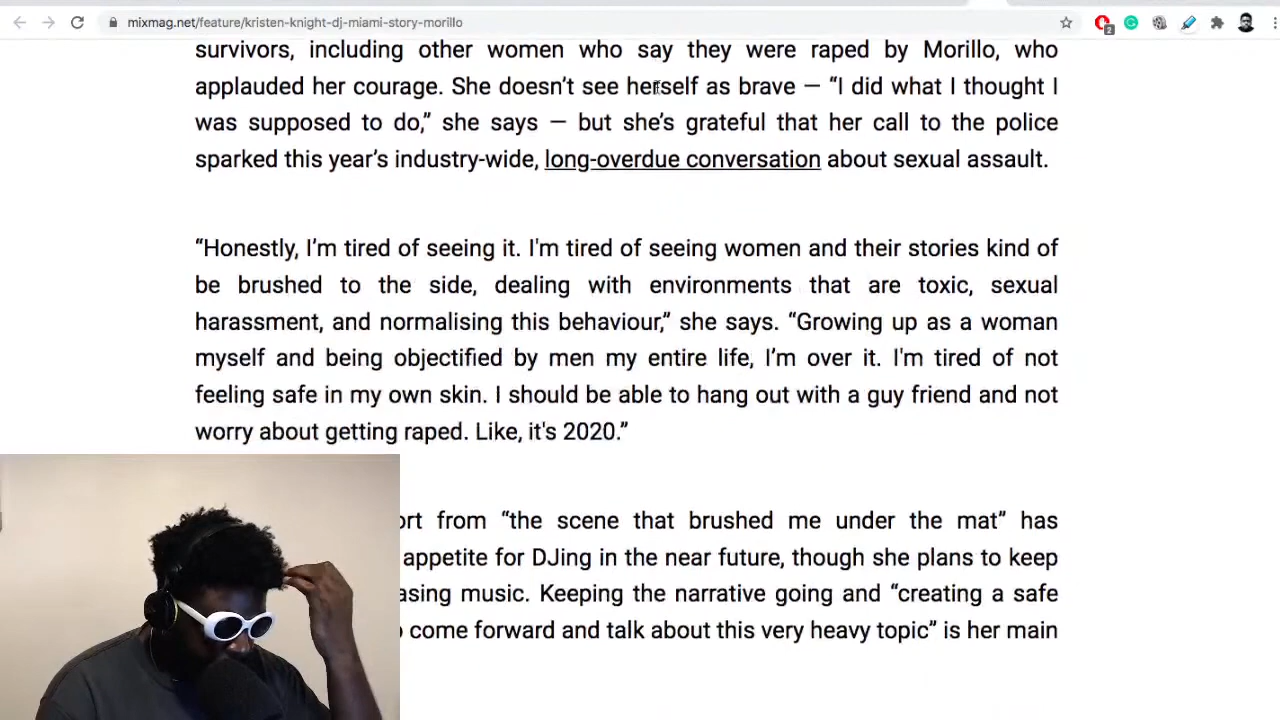 mixmag.net/feature/kristen-knight-dj-miami-story-morillo
2
survivors, including other women who say they were raped by Morillo, who
applauded her courage. She doesn’t see herself as brave — “I did what I thought I
was supposed to do,” she says — but she’s grateful that her call to the police
sparked this year’s industry-wide, long-overdue conversation about sexual assault.
“Honestly, I’m tired of seeing it. I'm tired of seeing women and their stories kind of
be brushed to the side, dealing with environments that are toxic, sexual
harassment, and normalising this behaviour,” she says. “Growing up as a woman
myself and being objectified by men my entire life, I’m over it. I'm tired of not
feeling safe in my own skin. I should be able to hang out with a guy friend and not
worry about getting raped. Like, it's 2020.”
from “the scene that brushed me under the mat” has
appetite for DJing in the near future, though she plans to keep
music. Keeping the narrative going and “creating a safe
come forward and talk about this very heavy topic” is her main